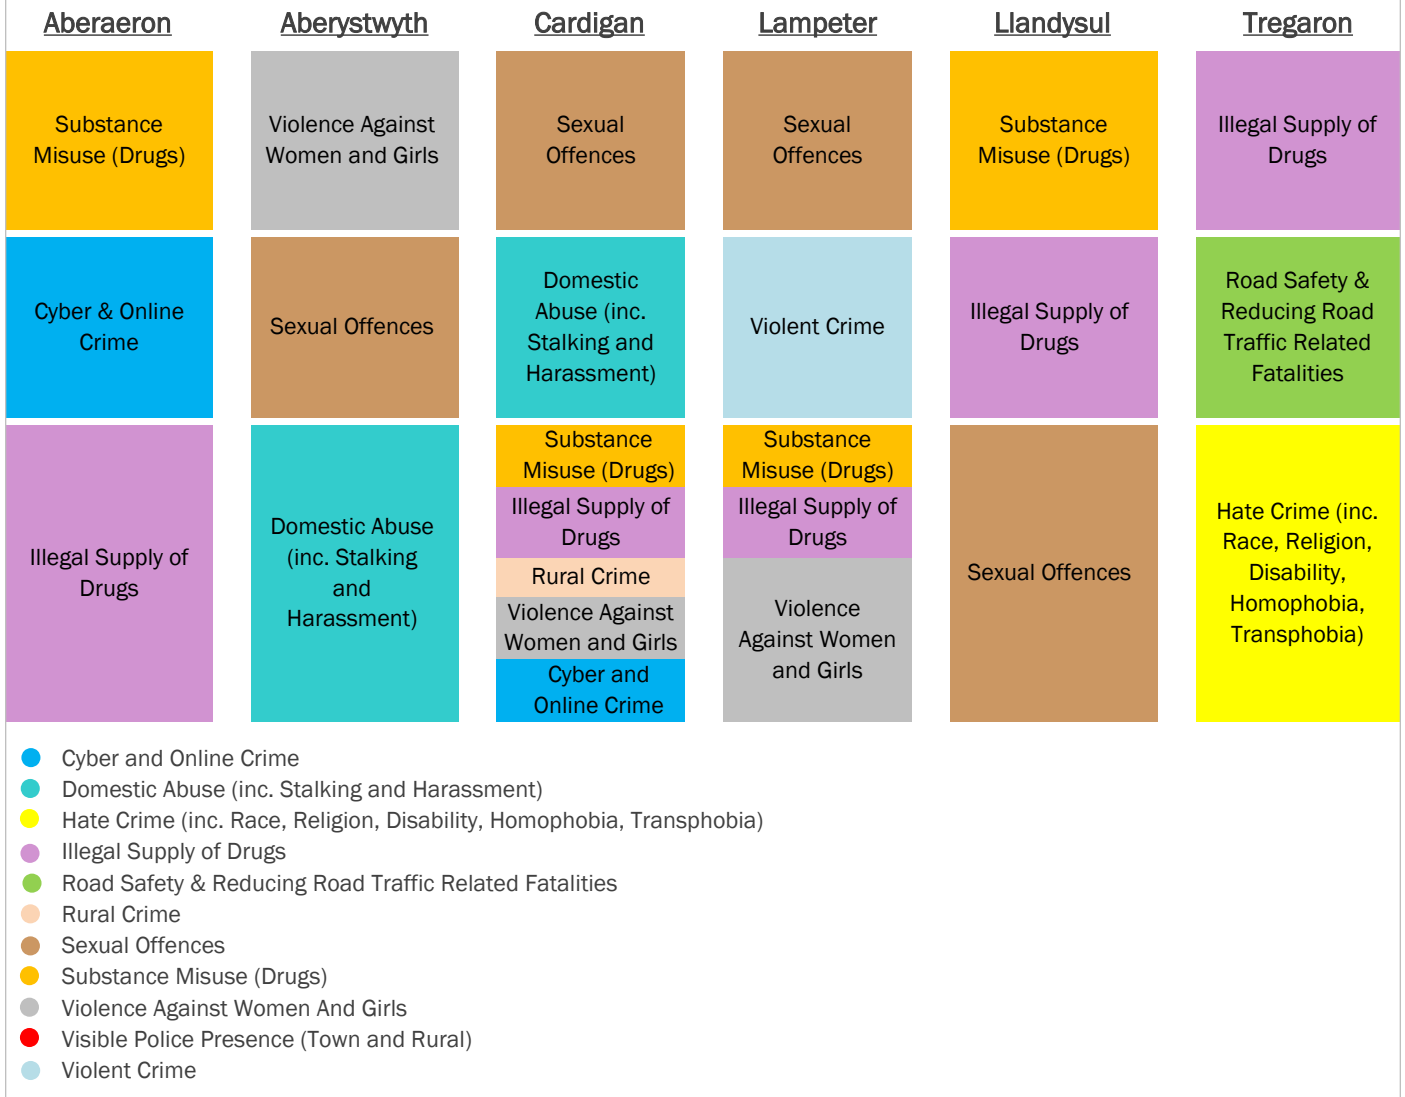 Aberaeron
Aberystwyth
Cardigan
Lampeter
Llandysul
Tregaron
Substance
Misuse (Drugs)
Violence Against
Women and Girls
Sexual
Offences
Sexual
Offences
Substance
Misuse (Drugs)
Illegal Supply of
Drugs
Cyber & Online
Crime
Sexual Offences
Domestic
Abuse (inc.
Stalking and
Harassment)
Violent Crime
Illegal Supply of
Drugs
Road Safety &
Reducing Road
Traffic Related
Fatalities
Illegal Supply of
Drugs
Domestic Abuse
(inc. Stalking
and
Harassment)
Substance
Misuse (Drugs)
Illegal Supply of
Drugs
Rural Crime
Violence Against
Women and Girls
Cyber and
Online Crime
Substance
Misuse (Drugs)
Illegal Supply of
Drugs
Violence
Against Women
and Girls
Sexual Offences
Hate Crime (inc.
Race, Religion,
Disability,
Homophobia,
Transphobia)
Cyber and Online Crime
Domestic Abuse (inc. Stalking and Harassment)
Hate Crime (inc. Race, Religion, Disability, Homophobia, Transphobia)
Illegal Supply of Drugs
Road Safety & Reducing Road Traffic Related Fatalities
Rural Crime
Sexual Offences
Substance Misuse (Drugs)
Violence Against Women And Girls
Visible Police Presence (Town and Rural)
Violent Crime